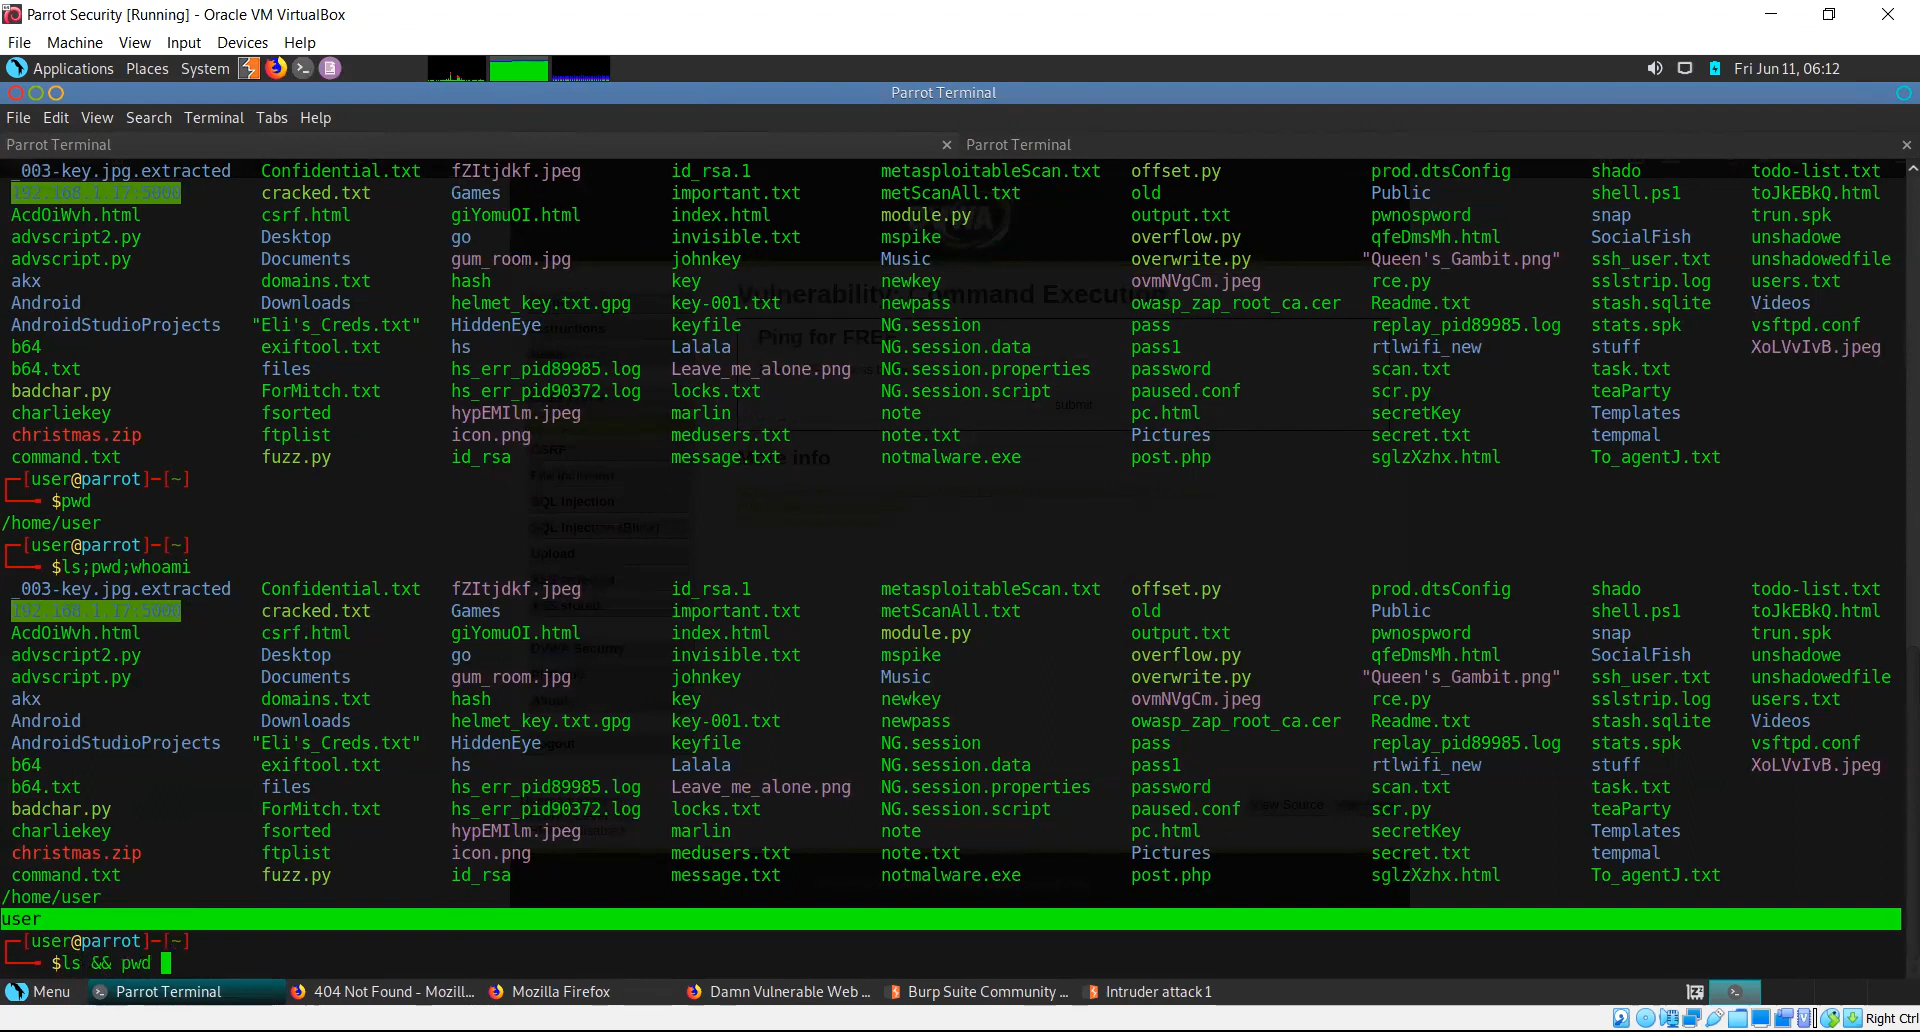 Parrot Security [Running] - Oracle VM VirtualBox
File Machine View Input Devices Help
Applications Places System Fri Jun 11, 06:12
Parrot Terminal
File Edit View Search Terminal Tabs Help
Parrot Terminal Parrot Terminal
_003-key.jpg.extracted Confidential.txt fZItjdkf.jpeg id_rsa.1 metasploitableScan.txt offset.py prod.dtsConfig shado todo-list.txt
192.168.1.17:5000 cracked.txt Games important.txt metScanAll.txt old Public shell.ps1 toJkEBkQ.html
AcdOiWvh.html csrf.html giYomuOI.html index.html module.py output.txt pwnospword snap trun.spk
advscript2.py Desktop go invisible.txt mspike overflow.py qfeDmsMh.html SocialFish unshadowe
advscript.py Documents gum_room.jpg johnkey Music overwrite.py "Queen's_Gambit.png" ssh_user.txt unshadowedfile
akx domains.txt hash key newkey ovmNVgCm.jpeg rce.py sslstrip.log users.txt
Android Downloads helmet_key.txt.gpg key-001.txt newpass owasp_zap_root_ca.cer Readme.txt stash.sqlite Videos
AndroidStudioProjects "Eli's_Creds.txt" HiddenEye keyfile NG.session pass replay_pid89985.log stats.spk vsftpd.conf
b64 exiftool.txt hs Lalala NG.session.data pass1 rtlwifi_new stuff XoLVvIvB.jpeg
b64.txt files hs_err_pid89985.log Leave_me_alone.png NG.session.properties password scan.txt task.txt
badchar.py ForMitch.txt hs_err_pid90372.log locks.txt NG.session.script paused.conf scr.py teaParty
charliekey fsorted hypEMIlm.jpeg marlin note pc.html secretKey Templates
christmas.zip ftplist icon.png medusers.txt note.txt Pictures secret.txt tempmal
command.txt fuzz.py id_rsa message.txt notmalware.exe post.php sglzXzhx.html To_agentJ.txt
[user@parrot]-[~]
$pwd
/home/user
[user@parrot]-[~]
$ls;pwd;whoami
_003-key.jpg.extracted Confidential.txt fZItjdkf.jpeg id_rsa.1 metasploitableScan.txt offset.py prod.dtsConfig shado todo-list.txt
192.168.1.17:5000 cracked.txt Games important.txt metScanAll.txt old Public shell.ps1 toJkEBkQ.html
AcdOiWvh.html csrf.html giYomuOI.html index.html module.py output.txt pwnospword snap trun.spk
advscript2.py Desktop go invisible.txt mspike overflow.py qfeDmsMh.html SocialFish unshadowe
advscript.py Documents gum_room.jpg johnkey Music overwrite.py "Queen's_Gambit.png" ssh_user.txt unshadowedfile
akx domains.txt hash key newkey ovmNVgCm.jpeg rce.py sslstrip.log users.txt
Android Downloads helmet_key.txt.gpg key-001.txt newpass owasp_zap_root_ca.cer Readme.txt stash.sqlite Videos
AndroidStudioProjects "Eli's_Creds.txt" HiddenEye keyfile NG.session pass replay_pid89985.log stats.spk vsftpd.conf
b64 exiftool.txt hs Lalala NG.session.data pass1 rtlwifi_new stuff XoLVvIvB.jpeg
b64.txt files hs_err_pid89985.log Leave_me_alone.png NG.session.properties password scan.txt task.txt
badchar.py ForMitch.txt hs_err_pid90372.log locks.txt NG.session.script paused.conf scr.py teaParty
charliekey fsorted hypEMIlm.jpeg marlin note pc.html secretKey Templates
christmas.zip ftplist icon.png medusers.txt note.txt Pictures secret.txt tempmal
command.txt fuzz.py id_rsa message.txt notmalware.exe post.php sglzXzhx.html To_agentJ.txt
/home/user
user
[user@parrot]-[~]
$ls && pwd
Menu Parrot Terminal 404 Not Found - Mozill... Mozilla Firefox Damn Vulnerable Web ... Burp Suite Community ... Intruder attack 1
Right Ctrl